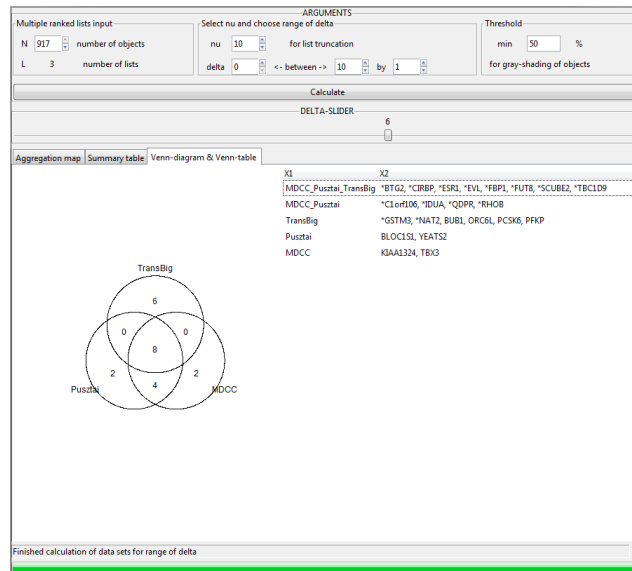 ARGUMENTS
Multiple ranked lists input
Select nu and choose range of delta
Threshold
N 917 number of objects
nu 10 for list truncation
min 50 %
L 3 number of lists
delta 0 <- between -> 10 by 1
for gray-shading of objects
Calculate
DELTA-SLIDER
6
Aggregation map Summary table Venn-diagram & Venn-table
X1 X2
MDCC_Pusztai_TransBig *BTG2, *CIRBP, *ESR1, *EVL, *FBP1, *FUT8, *SCUBE2, *TBC1D9
MDCC_Pusztai *C1orf106, *IDUA, *QDPR, *RHOB
TransBig *GSTM3, *NAT2, BUB1, ORC6L, PCSK6, PFKP
Pusztai BLOC1S1, YEATS2
MDCC KIAA1324, TBX3
TransBig
6
0 0
8
2 2
4
Pusztai MDCC
Finished calculation of data sets for range of delta